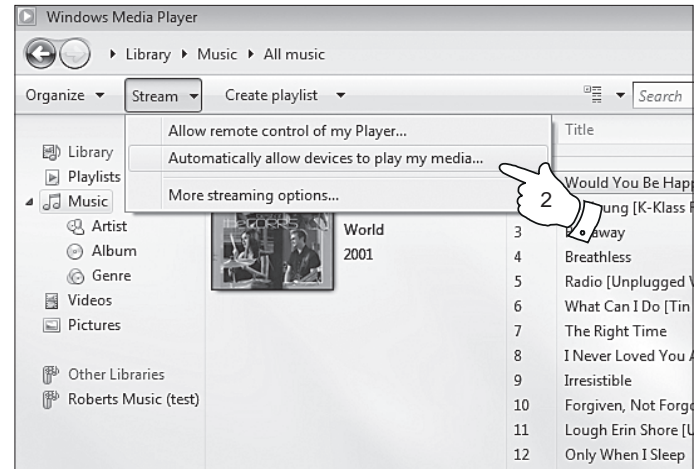 Windows Media Player
Library Music All music
Organize Stream Create playlist Search
Allow remote control of my Player...
Automatically allow devices to play my media...
More streaming options...
2
Library
Playlists
Music
Artist
Album
Genre
Videos
Pictures
Other Libraries
Roberts Music (test)
World
2001
Title
Would You Be Happ
ung [K-Klass R
3 away
4 Breathless
5 Radio [Unplugged V
6 What Can I Do [Tin
7 The Right Time
8 I Never Loved You A
9 Irresistible
10 Forgiven, Not Forgo
11 Lough Erin Shore [U
12 Only When I Sleep